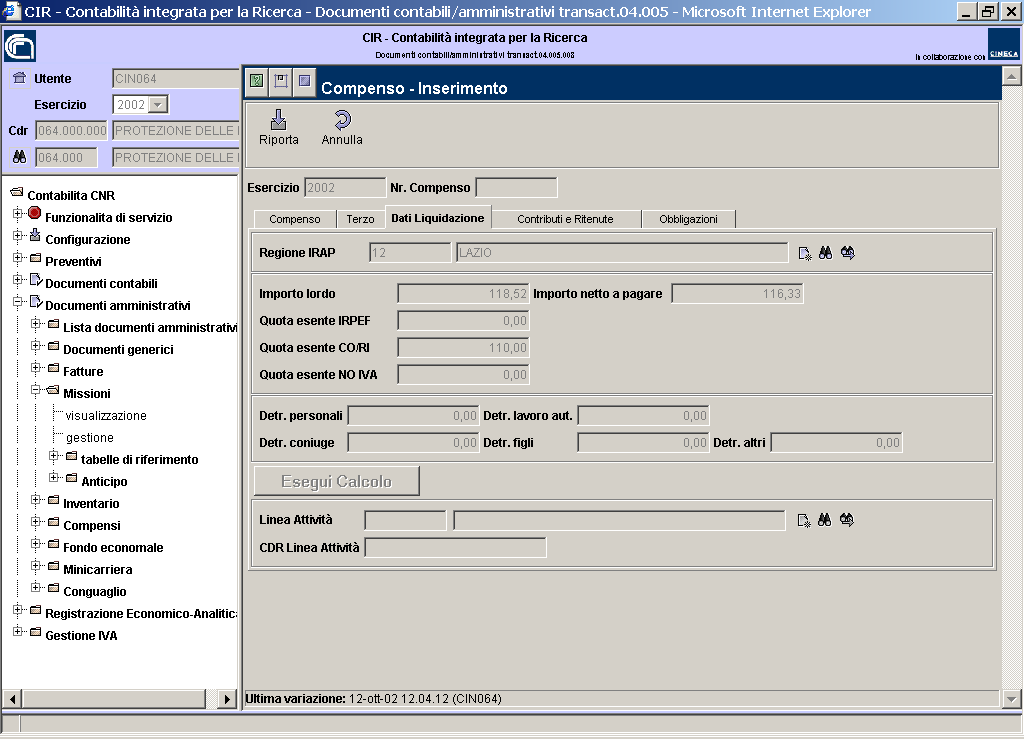 CIR - Contabilità integrata per la Ricerca - Documenti contabili/amministrativi transact.04.005 - Microsoft Internet Explorer
CIR - Contabilità integrata per la Ricerca
Documenti contabili/amministrativi transact.04.005.008
In collaborazione con CINECA
Utente CIN064
Esercizio 2002
Cdr 064.000.000 PROTEZIONE DELLE
064.000 PROTEZIONE DELLE
Contabilita CNR
Funzionalita di servizio
Configurazione
Preventivi
Documenti contabili
Documenti amministrativi
Lista documenti amministrativi
Documenti generici
Fatture
Missioni
visualizzazione
gestione
tabelle di riferimento
Anticipo
Inventario
Compensi
Fondo economale
Minicarriera
Conguaglio
Registrazione Economico-Analitica
Gestione IVA
Compenso - Inserimento
Riporta Annulla
Esercizio 2002 Nr. Compenso
Compenso Terzo Dati Liquidazione Contributi e Ritenute Obbligazioni
Regione IRAP 12 LAZIO
Importo lordo 118,52 Importo netto a pagare 116,33
Quota esente IRPEF 0,00
Quota esente CO/RI 110,00
Quota esente NO IVA 0,00
Detr. personali 0,00 Detr. lavoro aut. 0,00
Detr. coniuge 0,00 Detr. figli 0,00 Detr. altri 0,00
Esegui Calcolo
Linea Attività
CDR Linea Attività
Ultima variazione: 12-ott-02 12.04.12 (CIN064)